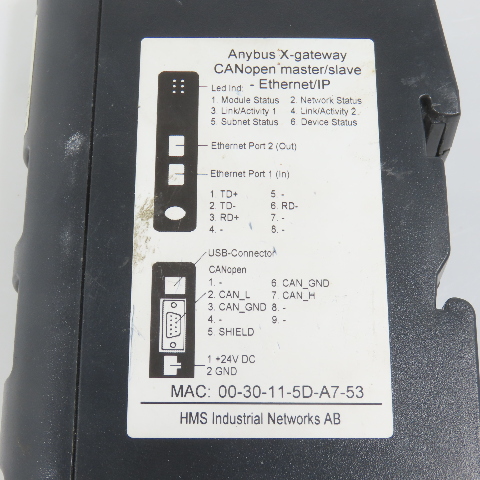 Anybus X-gateway
CANopen master/slave
- Ethernet/IP
Led Ind:
1. Module Status 2. Network Status
3. Link/Activity 1 4. Link/Activity 2
5. Subnet Status 6. Device Status
Ethernet Port 2 (Out)
Ethernet Port 1 (In)
1. TD+ 5. -
2. TD- 6. RD-
3. RD+ 7. -
4. - 8. -
USB-Connector
CANopen
1. - 6. CAN_GND
2. CAN_L 7. CAN_H
3. CAN_GND 8. -
4. - 9. -
5. SHIELD
1 +24V DC
2 GND
MAC: 00-30-11-5D-A7-53
HMS Industrial Networks AB